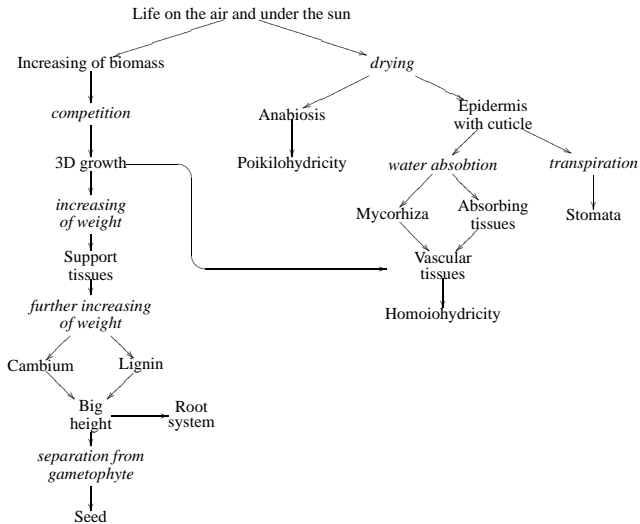 Life on the air and under the sun
Increasing of biomass
drying
competition
Anabiosis
Epidermis
with cuticle
3D growth
Poikilohydricity
water absobtion
transpiration
increasing
of weight
Mycorhiza
Absorbing
tissues
Stomata
Support
tissues
Vascular
tissues
further increasing
of weight
Homoiohydricity
Cambium
Lignin
Big
height
Root
system
separation from
gametophyte
Seed